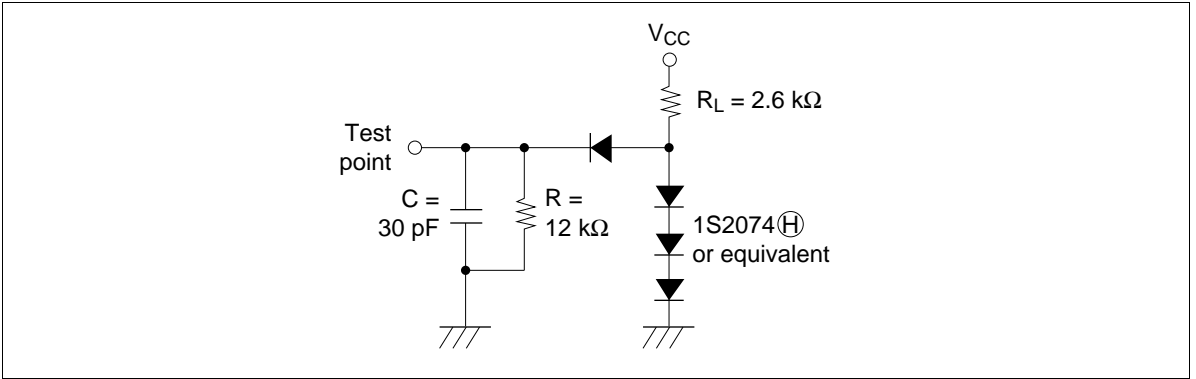 VCC
RL = 2.6 kΩ
Test
point
C =
30 pF
R =
12 kΩ
1S2074Ⓗ
or equivalent